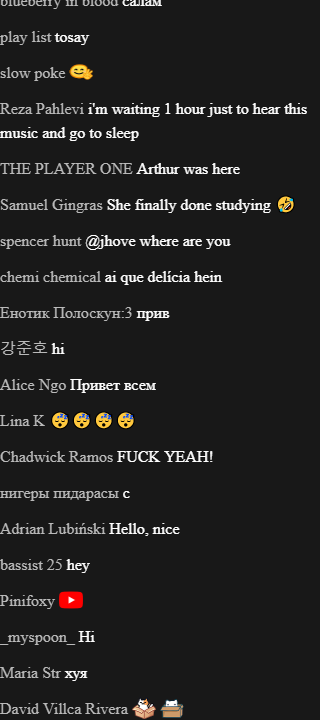 blueberry in blood салам
play list tosay
slow poke
Reza Pahlevi i'm waiting 1 hour just to hear this
music and go to sleep
THE PLAYER ONE Arthur was here
Samuel Gingras She finally done studying 🤣
spencer hunt @jhove where are you
chemi chemical ai que delícia hein
Енотик Полоскун:3 прив
강준호 hi
Alice Ngo Привет всем
Lina K 😴 😴 😴 😴
Chadwick Ramos FUCK YEAH!
нигеры пидарасы с
Adrian Lubiński Hello, nice
bassist 25 hey
Pinifoxy
_myspoon_ Hi
Maria Str хуя
David Villca Rivera